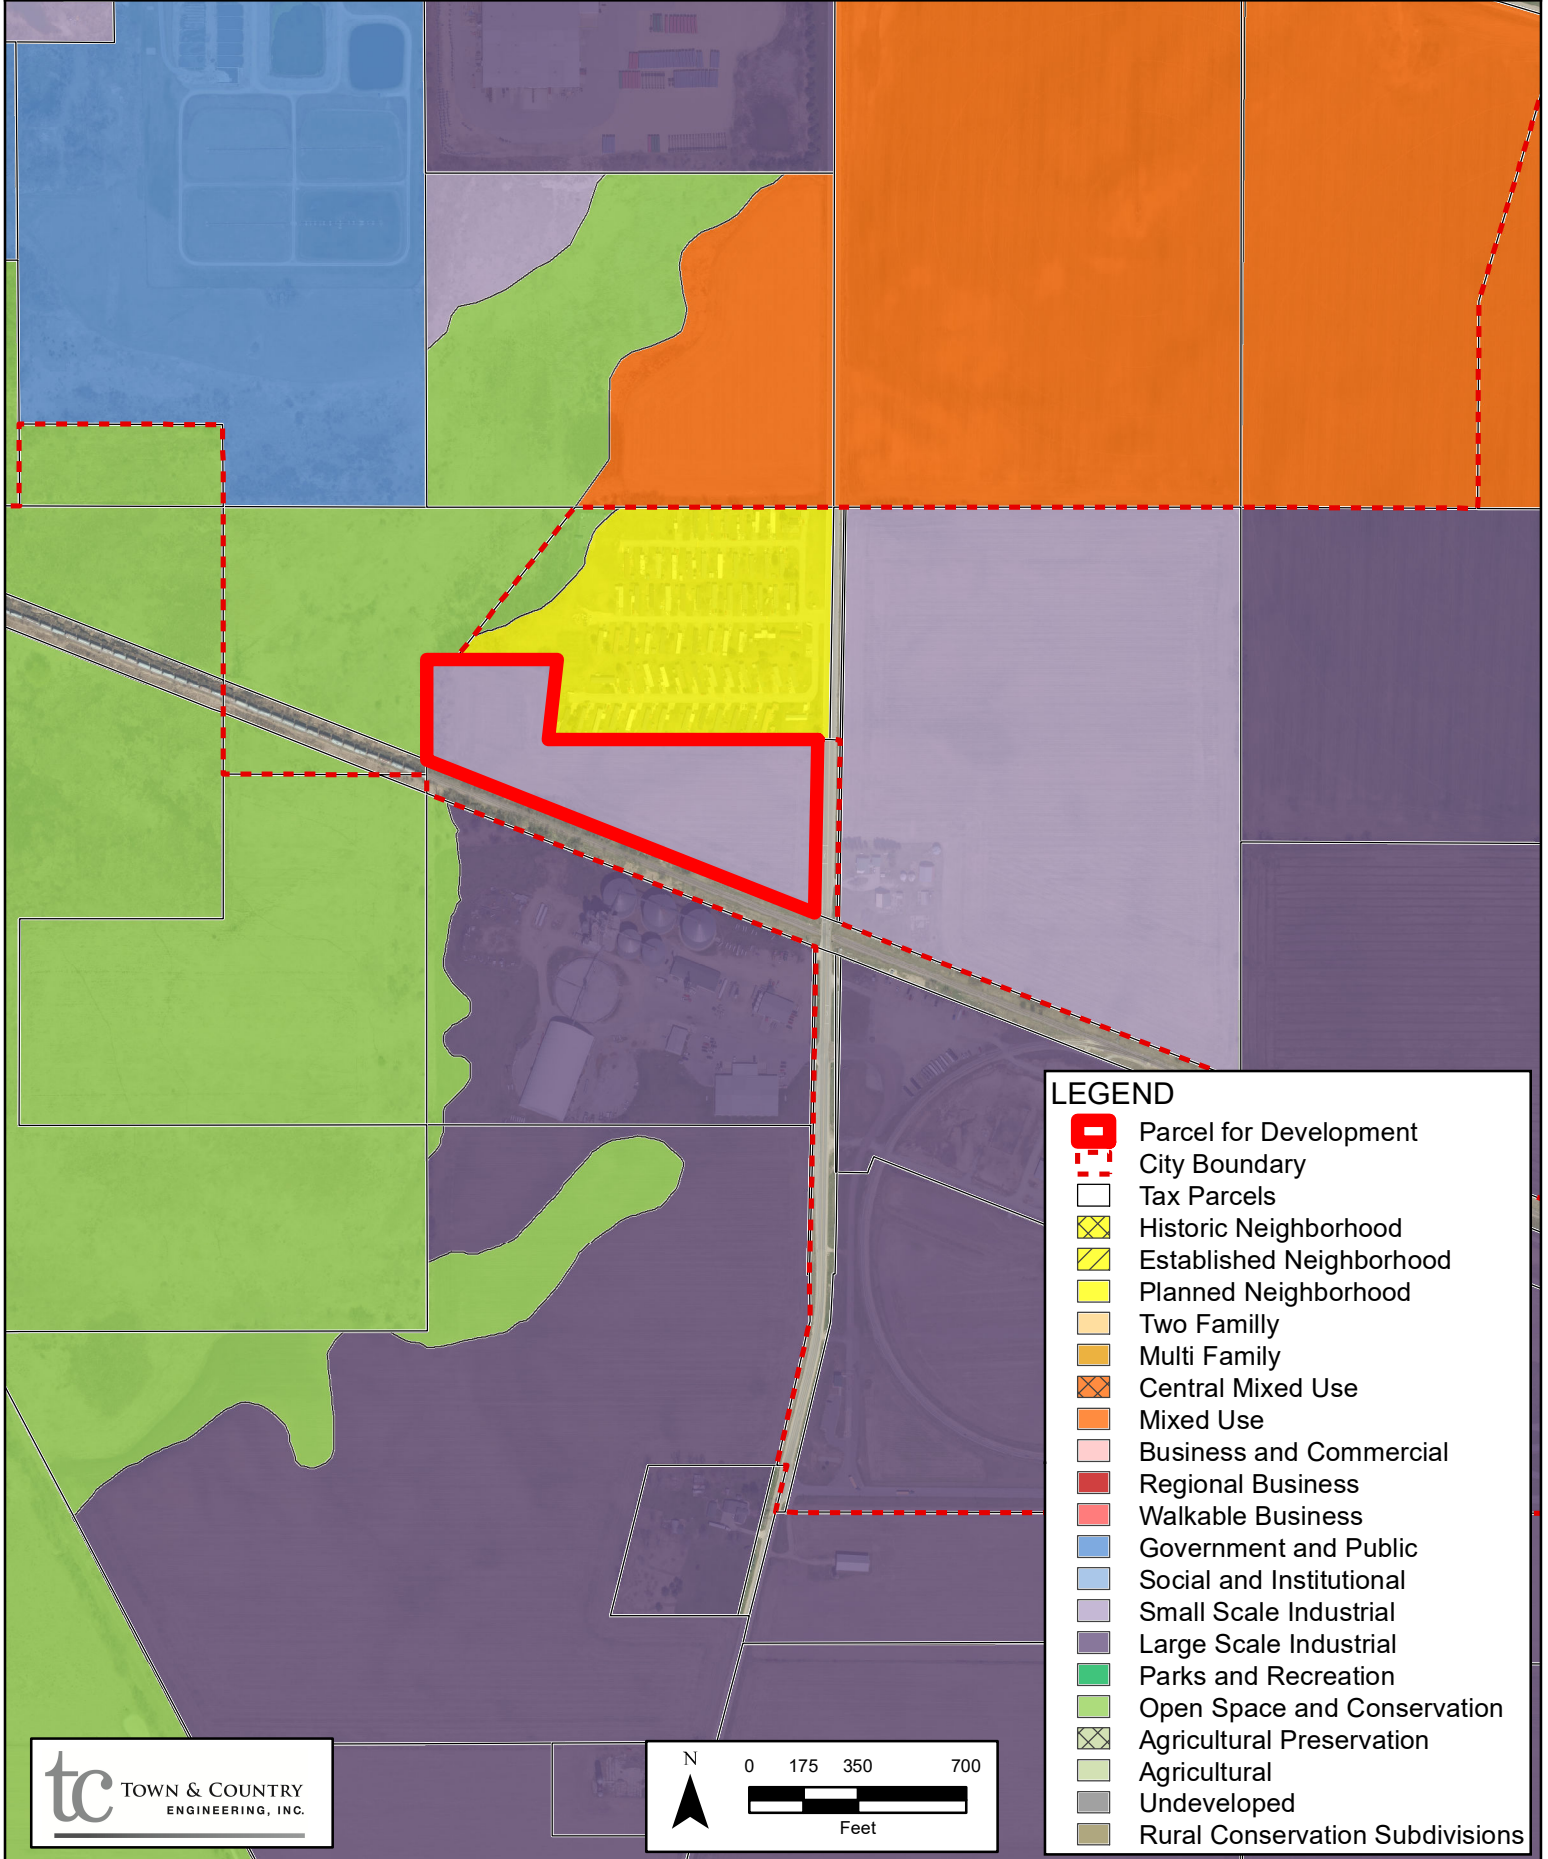 LEGEND
Parcel for Development
City Boundary
Tax Parcels
Historic Neighborhood
Established Neighborhood
Planned Neighborhood
Two Familly
Multi Family
Central Mixed Use
Mixed Use
Business and Commercial
Regional Business
Walkable Business
Government and Public
Social and Institutional
Small Scale Industrial
Large Scale Industrial
Parks and Recreation
Open Space and Conservation
Agricultural Preservation
Agricultural
Undeveloped
Rural Conservation Subdivisions
tc TOWN & COUNTRY
ENGINEERING, INC.
N
0 175 350 700
Feet